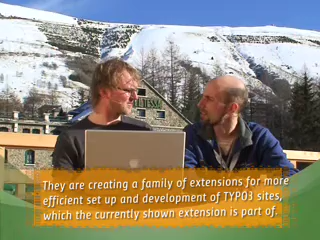 They are creating a family of extensions for more
efficient set up and development of TYPO3 sites,
which the currently shown extension is part of.